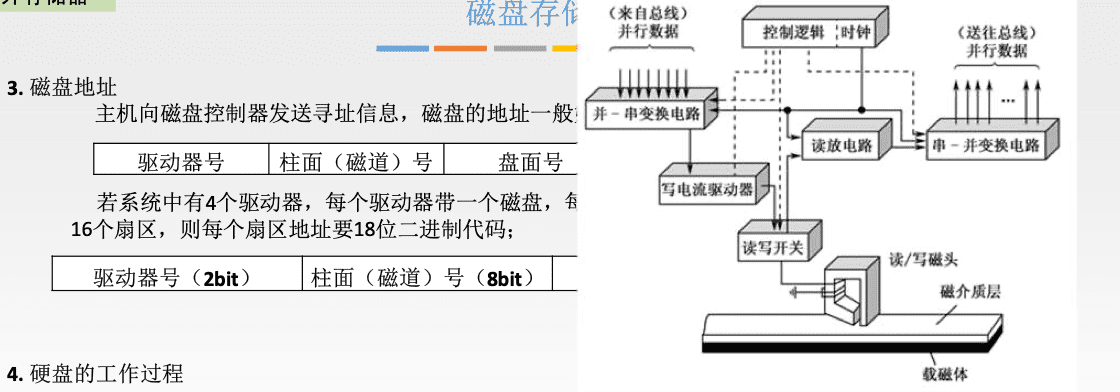 外存储器
磁盘存储
3. 磁盘地址
主机向磁盘控制器发送寻址信息，磁盘的地址一般
驱动器号 柱面（磁道）号 盘面号
若系统中有4个驱动器，每个驱动器带一个磁盘，每
16个扇区，则每个扇区地址要18位二进制代码；
驱动器号（2bit） 柱面（磁道）号（8bit）
4. 硬盘的工作过程
（来自总线）
并行数据
控制逻辑 时钟
（送往总线）
并行数据
...
并－串变换电路
读放电路
串－并变换电路
写电流驱动器
读写开关
读/写磁头
磁介质层
载磁体